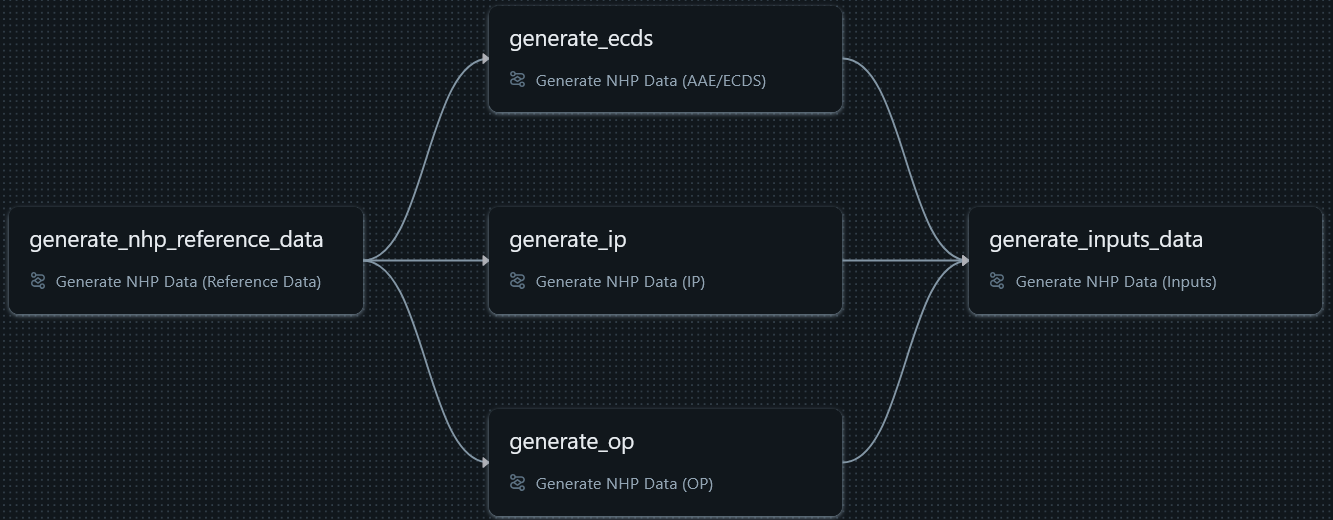 generate_ecds
Generate NHP Data (AAE/ECDS)
generate_nhp_reference_data
Generate NHP Data (Reference Data)
generate_ip
Generate NHP Data (IP)
generate_inputs_data
Generate NHP Data (Inputs)
generate_op
Generate NHP Data (OP)